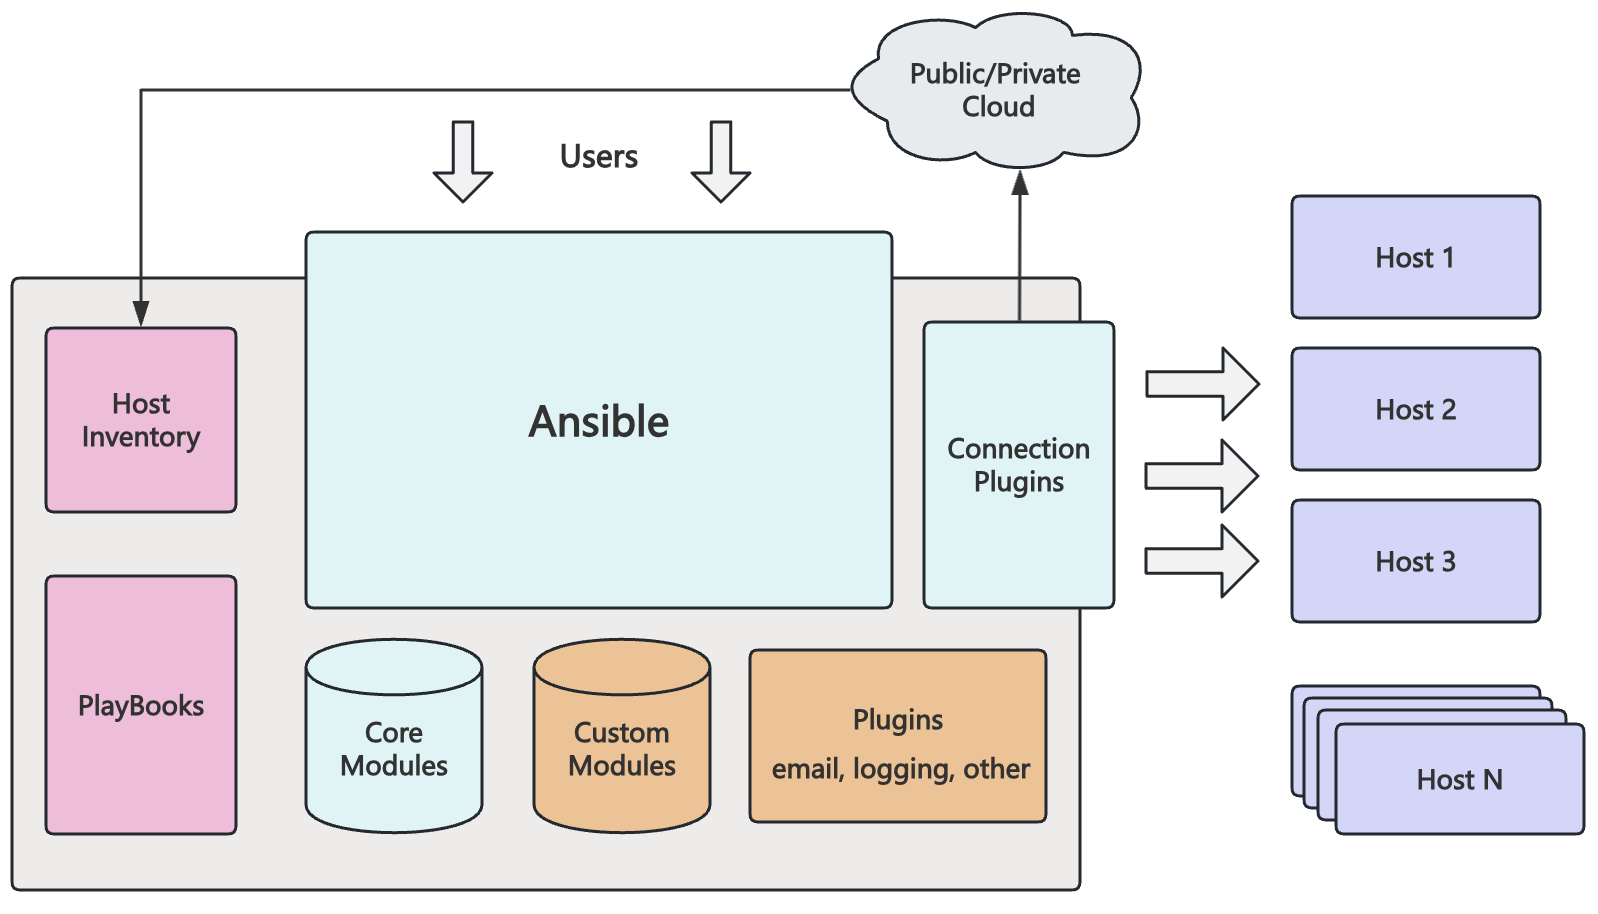 Public/Private
Cloud
Users
Host 1
Host
Inventory
Ansible
Host 2
Connection
Plugins
Host 3
PlayBooks
Core
Modules
Custom
Modules
Plugins
email, logging, other
Host N